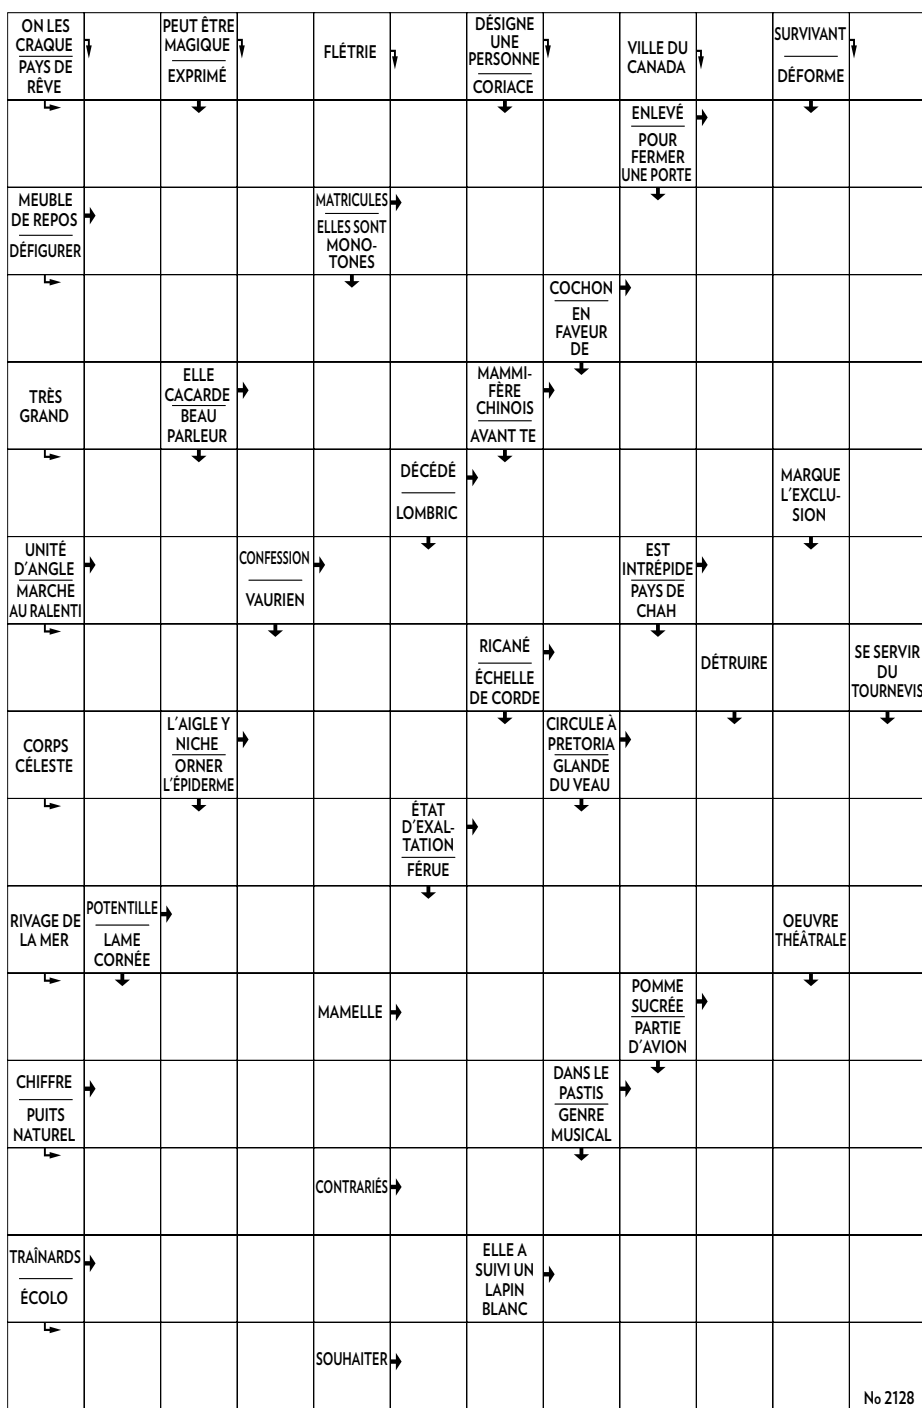 ON LES
CRAQUE
PAYS DE
RÊVE
PEUT ÊTRE
MAGIQUE
EXPRIMÉ
FLÉTRIE
DÉSIGNE
UNE
PERSONNE
CORIACE
VILLE DU
CANADA
SURVIVANT
DÉFORME
ENLEVÉ
POUR
FERMER
UNE PORTE
MEUBLE
DE REPOS
DÉFIGURER
MATRICULES
ELLES SONT
MONO-
TONES
COCHON
EN
FAVEUR
DE
TRÈS
GRAND
ELLE
CACARDE
BEAU
PARLEUR
MAMMI-
FÈRE
CHINOIS
AVANT TE
DÉCÉDÉ
LOMBRIC
MARQUE
L'EXCLU-
SION
UNITÉ
D'ANGLE
MARCHE
AU RALENTI
CONFESSION
VAURIEN
EST
INTRÉPIDE
PAYS DE
CHAH
RICANÉ
ÉCHELLE
DE CORDE
DÉTRUIRE
SE SERVIR
DU
TOURNEVIS
CORPS
CÉLESTE
L'AIGLE Y
NICHE
ORNER
L'ÉPIDERME
CIRCULE À
PRETORIA
GLANDE
DU VEAU
ÉTAT
D'EXAL-
TATION
FÉRUE
RIVAGE DE
LA MER
POTENTILLE
LAME
CORNÉE
OEUVRE
THÉÂTRALE
MAMELLE
POMME
SUCRÉE
PARTIE
D'AVION
CHIFFRE
PUITS
NATUREL
DANS LE
PASTIS
GENRE
MUSICAL
CONTRARIÉS
TRAÎNARDS
ÉCOLO
ELLE A
SUIVI UN
LAPIN
BLANC
SOUHAITER
No 2128